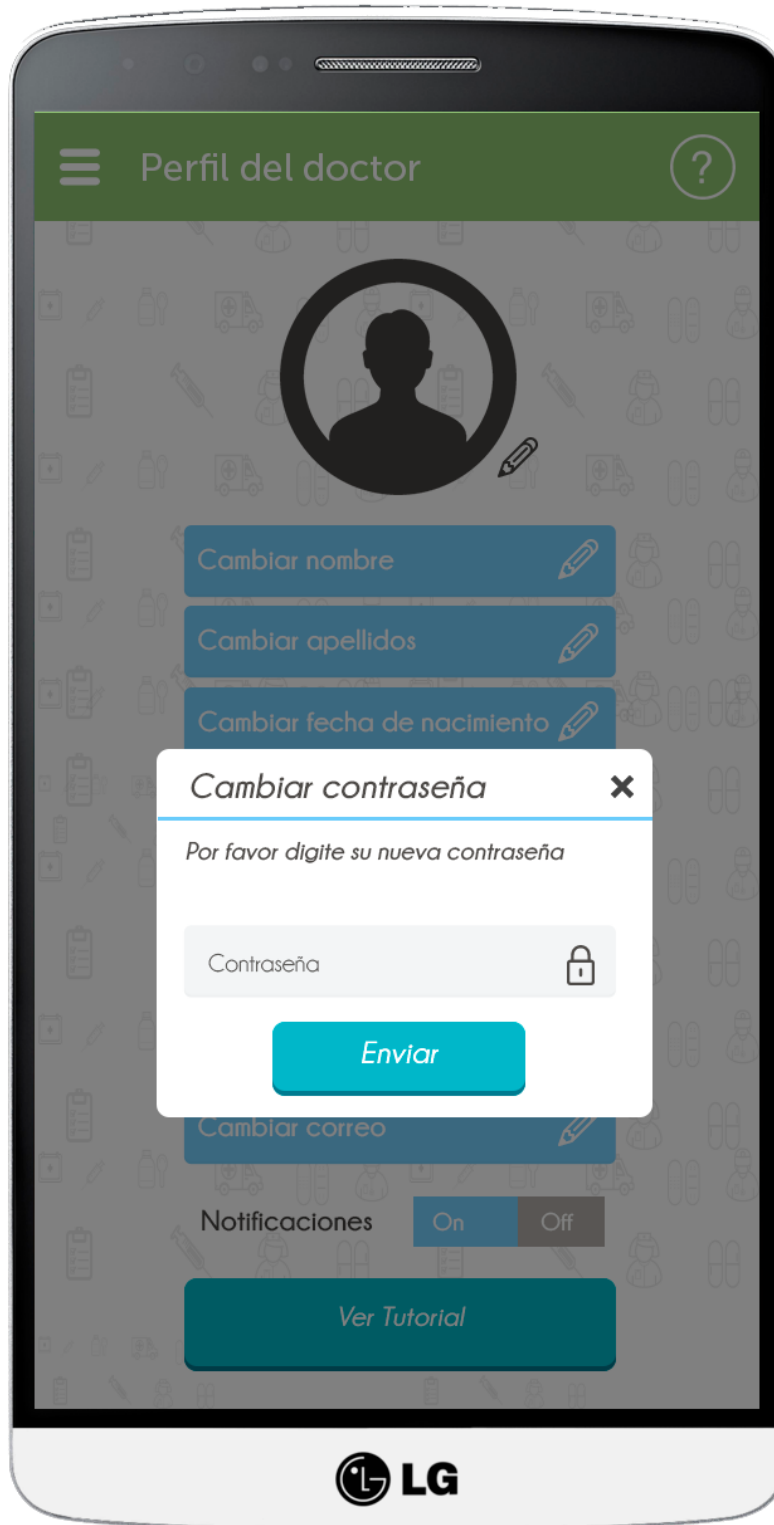 Perfil del doctor
?
Cambiar nombre
Cambiar apellidos
Cambiar fecha de nacimiento
Cambiar contraseña
Por favor digite su nueva contraseña
Contraseña
Enviar
Cambiar correo
Notificaciones On Off
Ver Tutorial
LG